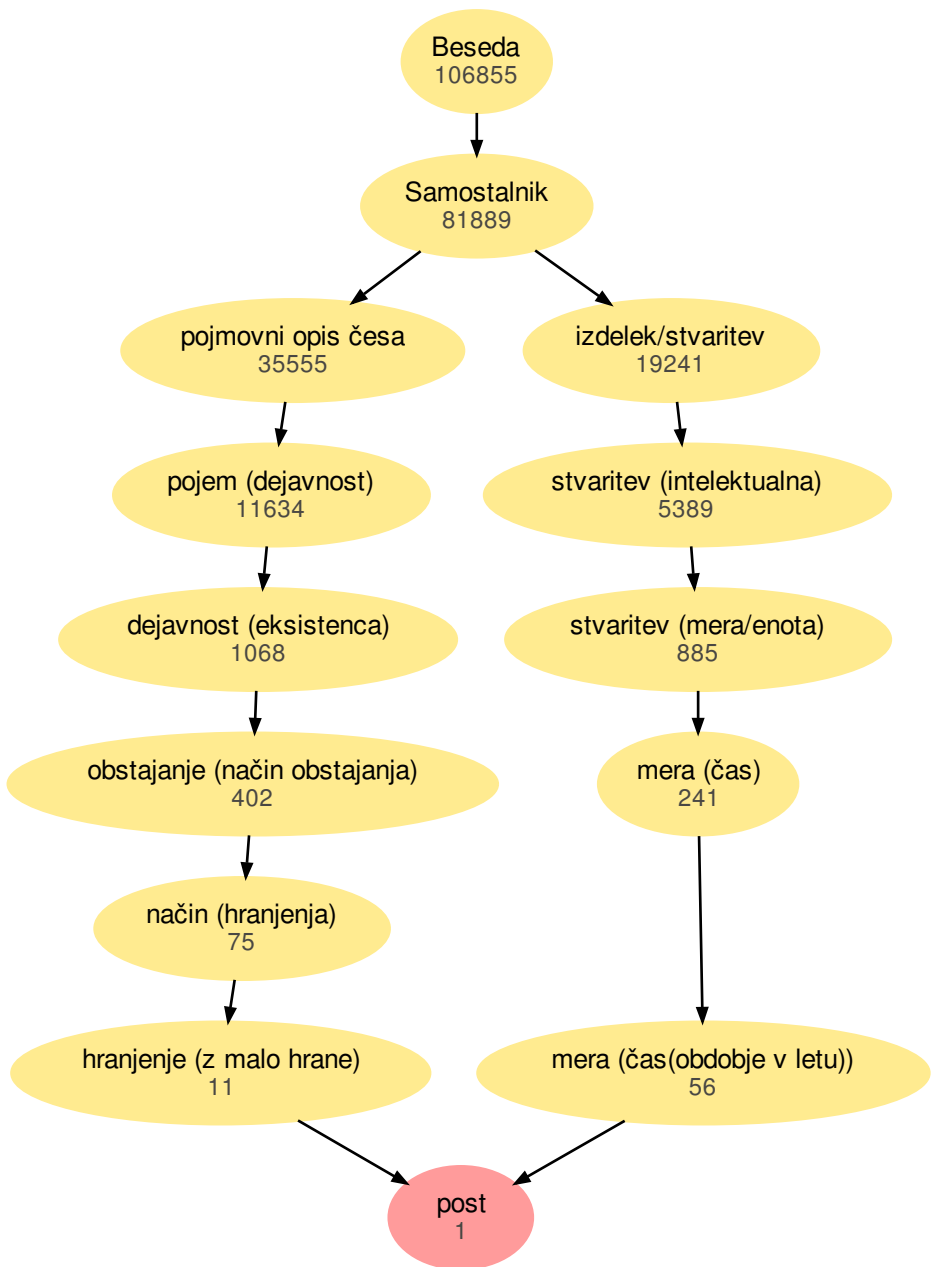 Beseda
106855
Samostalnik
81889
pojmovni opis česa
35555
izdelek/stvaritev
19241
pojem (dejavnost)
11634
stvaritev (intelektualna)
5389
dejavnost (eksistenca)
1068
stvaritev (mera/enota)
885
obstajanje (način obstajanja)
402
mera (čas)
241
način (hranjenja)
75
hranjenje (z malo hrane)
11
mera (čas(obdobje v letu))
56
post
1